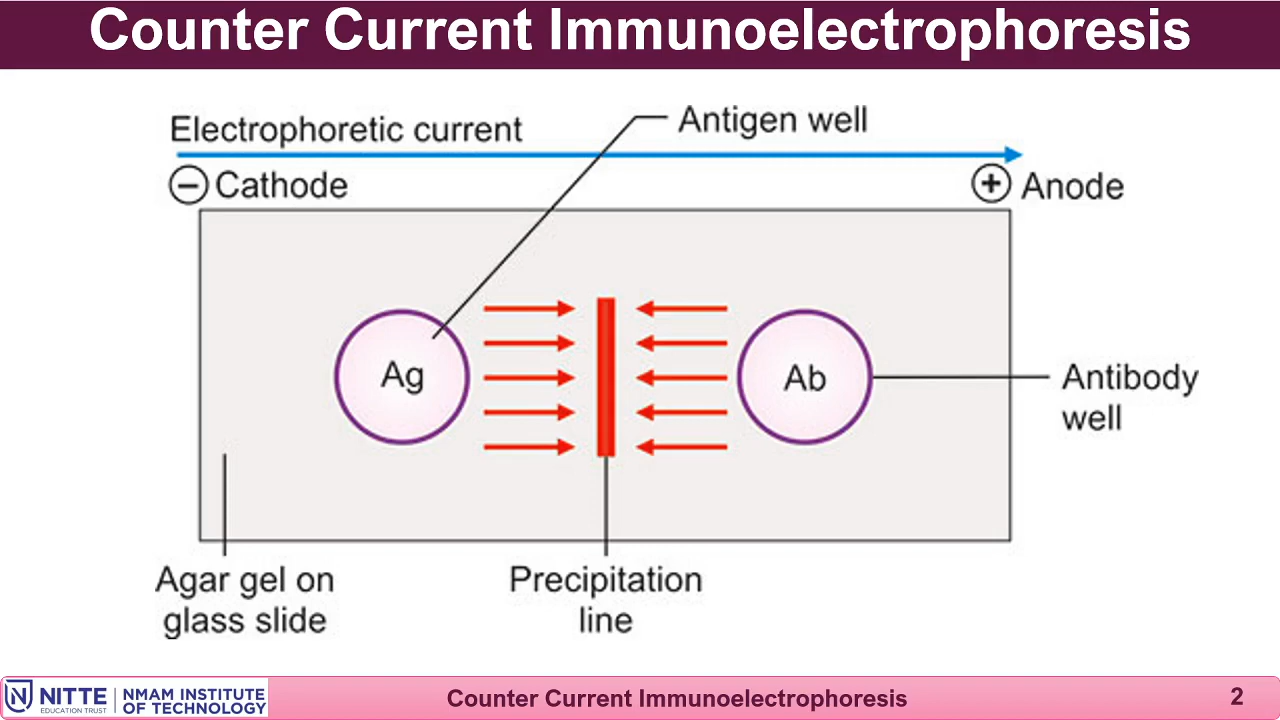 Counter Current Immunoelectrophoresis
Electrophoretic current
Antigen well
− Cathode
+ Anode
Ag
Ab
Antibody
well
Agar gel on
glass slide
Precipitation
line
NITTE
EDUCATION TRUST
NMAM INSTITUTE
OF TECHNOLOGY
Counter Current Immunoelectrophoresis
2